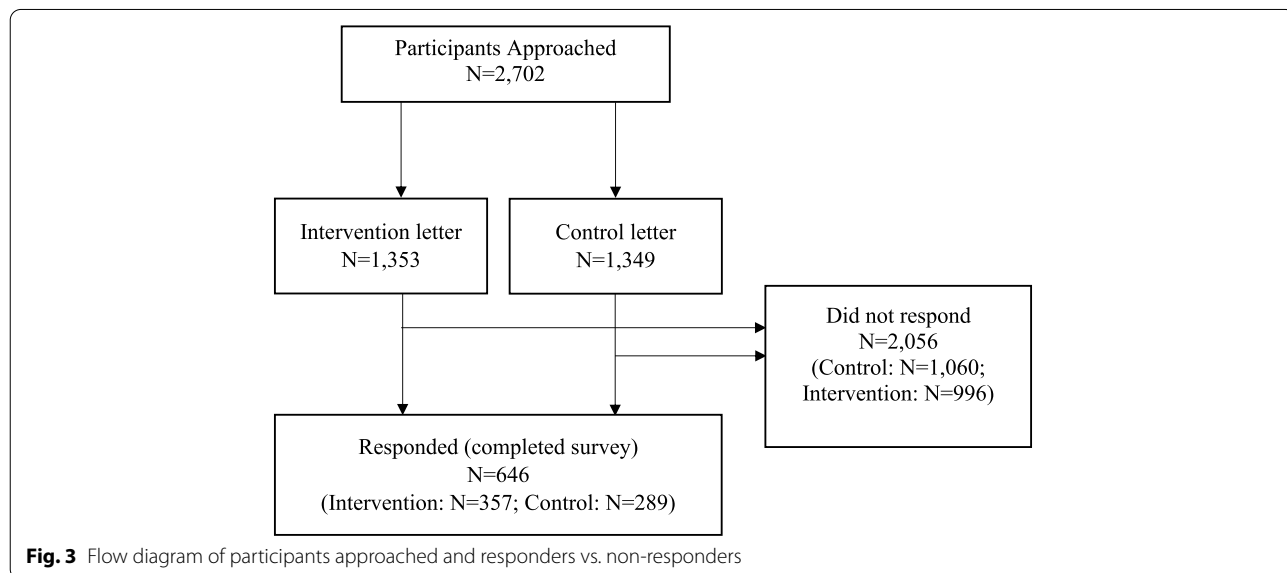 Participants Approached
N=2,702
Intervention letter
N=1,353
Control letter
N=1,349
Did not respond
N=2,056
(Control: N=1,060;
Intervention: N=996)
Responded (completed survey)
N=646
(Intervention: N=357; Control: N=289)
Fig. 3 Flow diagram of participants approached and responders vs. non-responders